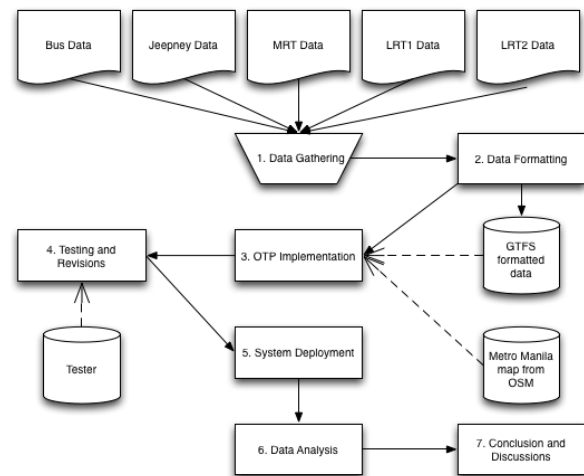 Bus Data
Jeepney Data
MRT Data
LRT1 Data
LRT2 Data
1. Data Gathering
2. Data Formatting
4. Testing and
Revisions
3. OTP Implementation
GTFS
formatted
data
Tester
5. System Deployment
Metro Manila
map from
OSM
6. Data Analysis
7. Conclusion and
Discussions